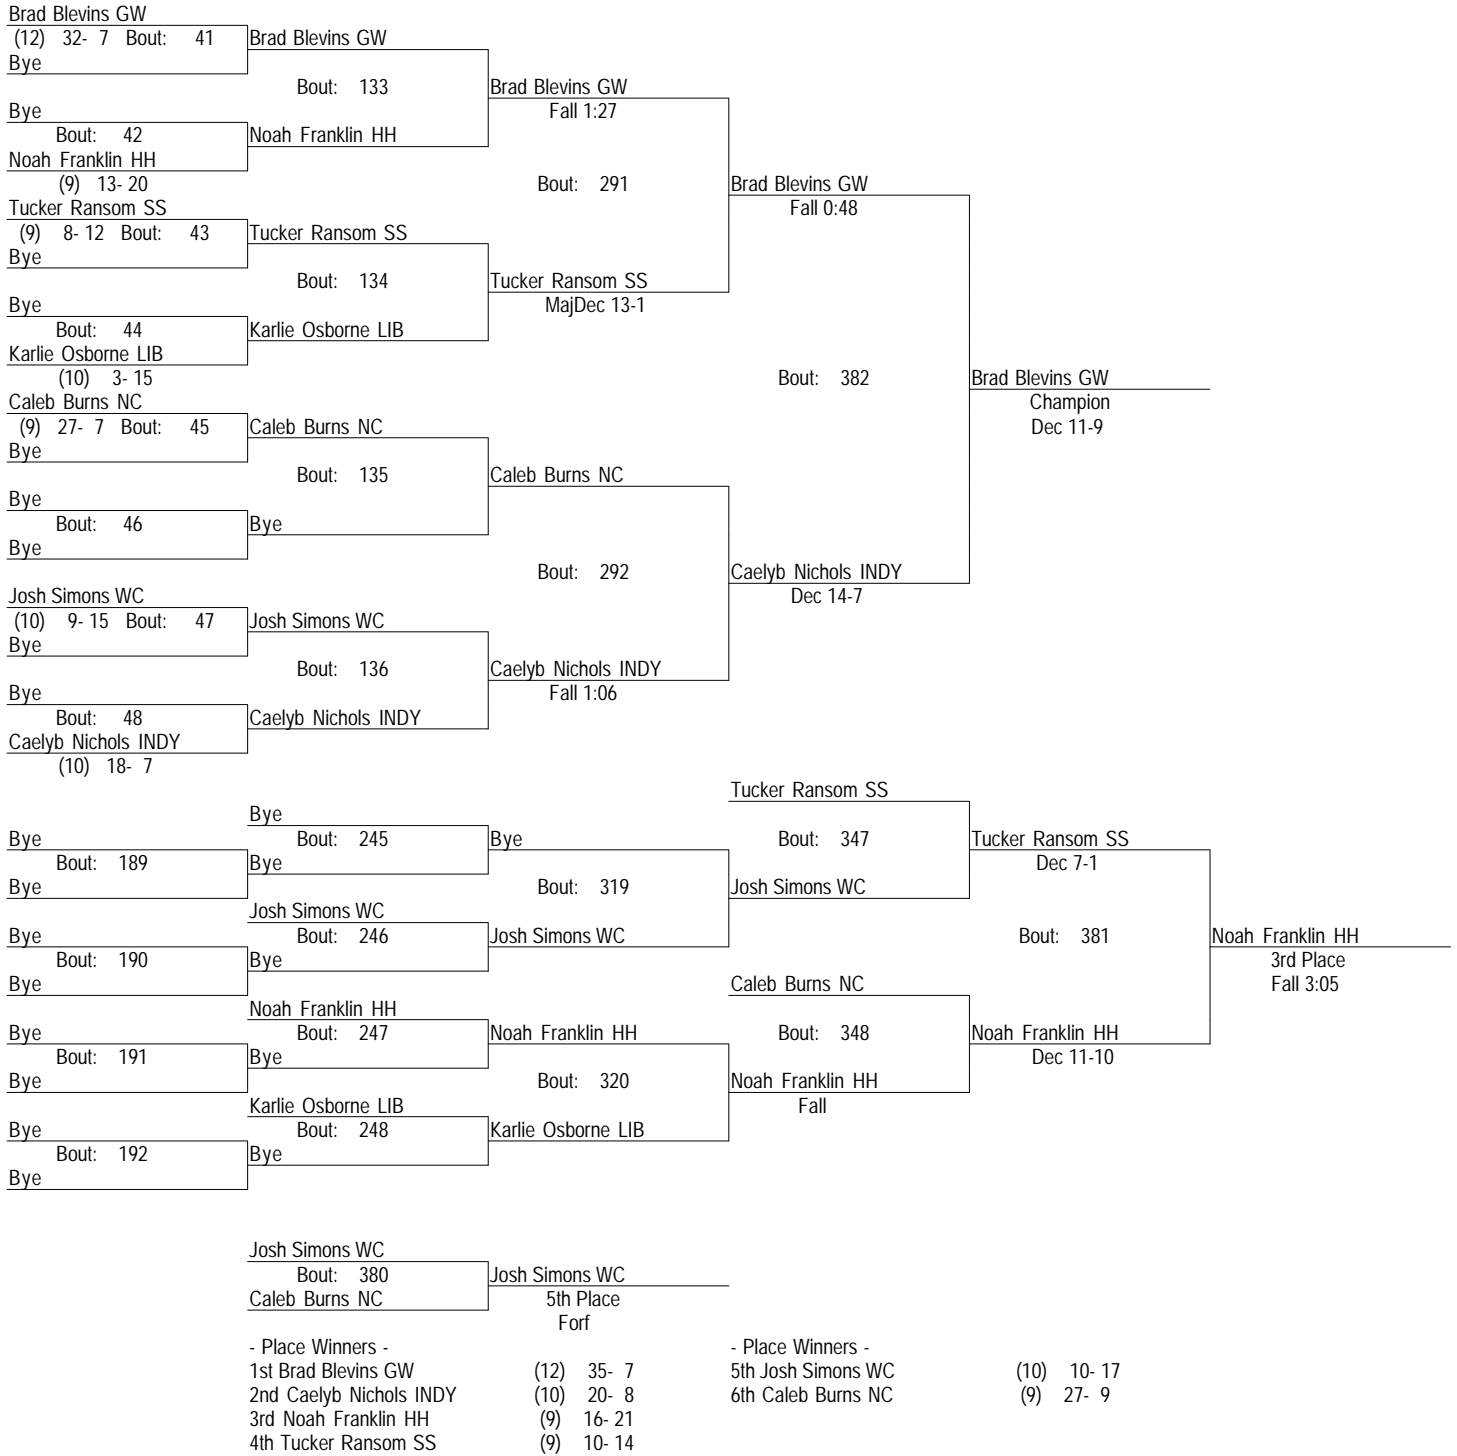 Brad Blevins GW
(12) 32- 7 Bout: 41 Brad Blevins GW
Bye
Bout: 133 Brad Blevins GW
Bye Fall 1:27
Bout: 42 Noah Franklin HH
Noah Franklin HH
(9) 13- 20 Bout: 291 Brad Blevins GW
Tucker Ransom SS Fall 0:48
(9) 8- 12 Bout: 43 Tucker Ransom SS
Bye
Bout: 134 Tucker Ransom SS
Bye MajDec 13-1
Bout: 44 Karlie Osborne LIB
Karlie Osborne LIB
(10) 3- 15 Bout: 382 Brad Blevins GW
Caleb Burns NC Champion
(9) 27- 7 Bout: 45 Caleb Burns NC Dec 11-9
Bye
Bout: 135 Caleb Burns NC
Bye
Bout: 46 Bye
Bye
Bout: 292 Caelyb Nichols INDY
Josh Simons WC Dec 14-7
(10) 9- 15 Bout: 47 Josh Simons WC
Bye
Bout: 136 Caelyb Nichols INDY
Bye Fall 1:06
Bout: 48 Caelyb Nichols INDY
Caelyb Nichols INDY
(10) 18- 7
Tucker Ransom SS
Bye
Bye Bout: 245 Bye Bout: 347 Tucker Ransom SS
Bout: 189 Bye Dec 7-1
Bye Bout: 319 Josh Simons WC
Josh Simons WC
Bye Bout: 246 Josh Simons WC Bout: 381 Noah Franklin HH
Bout: 190 Bye 3rd Place
Bye Caleb Burns NC Fall 3:05
Noah Franklin HH
Bye Bout: 247 Noah Franklin HH Bout: 348 Noah Franklin HH
Bout: 191 Bye Dec 11-10
Bye Bout: 320 Noah Franklin HH
Karlie Osborne LIB Fall
Bye Bout: 248 Karlie Osborne LIB
Bout: 192 Bye
Bye
Josh Simons WC
Bout: 380 Josh Simons WC
Caleb Burns NC 5th Place
Forf
- Place Winners - - Place Winners -
1st Brad Blevins GW (12) 35- 7 5th Josh Simons WC (10) 10- 17
2nd Caelyb Nichols INDY (10) 20- 8 6th Caleb Burns NC (9) 27- 9
3rd Noah Franklin HH (9) 16- 21
4th Tucker Ransom SS (9) 10- 14